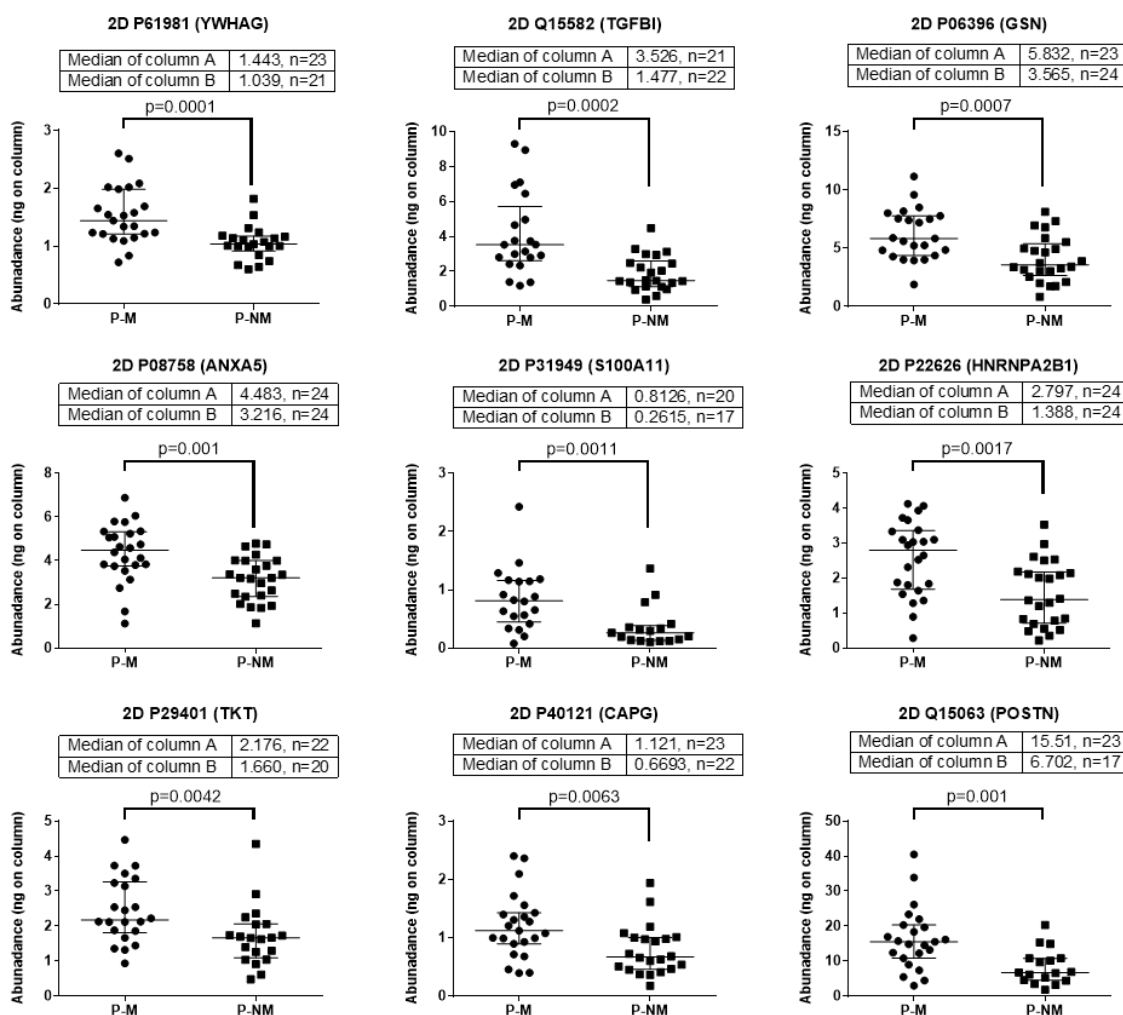 2D P61981 (YWHAG)
Median of column A 1.443, n=23
Median of column B 1.039, n=21
p=0.0001
Abunadance (ng on column)
3
2
1
0
P-M P-NM
2D Q15582 (TGFBI)
Median of column A 3.526, n=21
Median of column B 1.477, n=22
p=0.0002
Abunadance (ng on column)
10
8
6
4
2
0
P-M P-NM
2D P06396 (GSN)
Median of column A 5.832, n=23
Median of column B 3.565, n=24
p=0.0007
Abunadance (ng on column)
15
10
5
0
P-M P-NM
2D P08758 (ANXA5)
Median of column A 4.483, n=24
Median of column B 3.216, n=24
p=0.001
Abunadance (ng on column)
8
6
4
2
0
P-M P-NM
2D P31949 (S100A11)
Median of column A 0.8126, n=20
Median of column B 0.2615, n=17
p=0.0011
Abunadance (ng on column)
3
2
1
0
P-M P-NM
2D P22626 (HNRNPA2B1)
Median of column A 2.797, n=24
Median of column B 1.388, n=24
p=0.0017
Abunadance (ng on column)
5
4
3
2
1
0
P-M P-NM
2D P29401 (TKT)
Median of column A 2.176, n=22
Median of column B 1.660, n=20
p=0.0042
Abunadance (ng on column)
5
4
3
2
1
0
P-M P-NM
2D P40121 (CAPG)
Median of column A 1.121, n=23
Median of column B 0.6693, n=22
p=0.0063
Abunadance (ng on column)
3
2
1
0
P-M P-NM
2D Q15063 (POSTN)
Median of column A 15.51, n=23
Median of column B 6.702, n=17
p=0.001
Abunadance (ng on column)
50
40
30
20
10
0
P-M P-NM